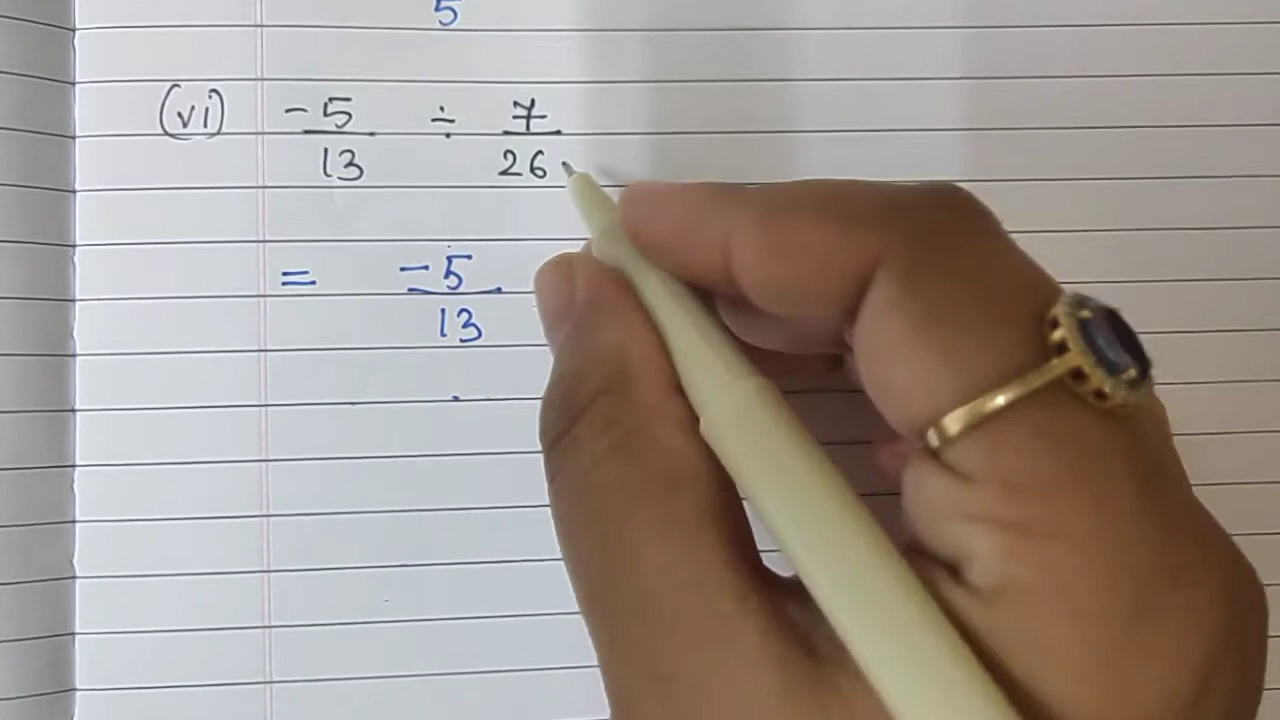 5
(vi) -5/13 ÷ 7/26
= -5/13